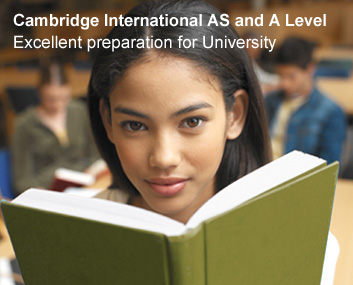 Cambridge International AS and A Level
Excellent preparation for University